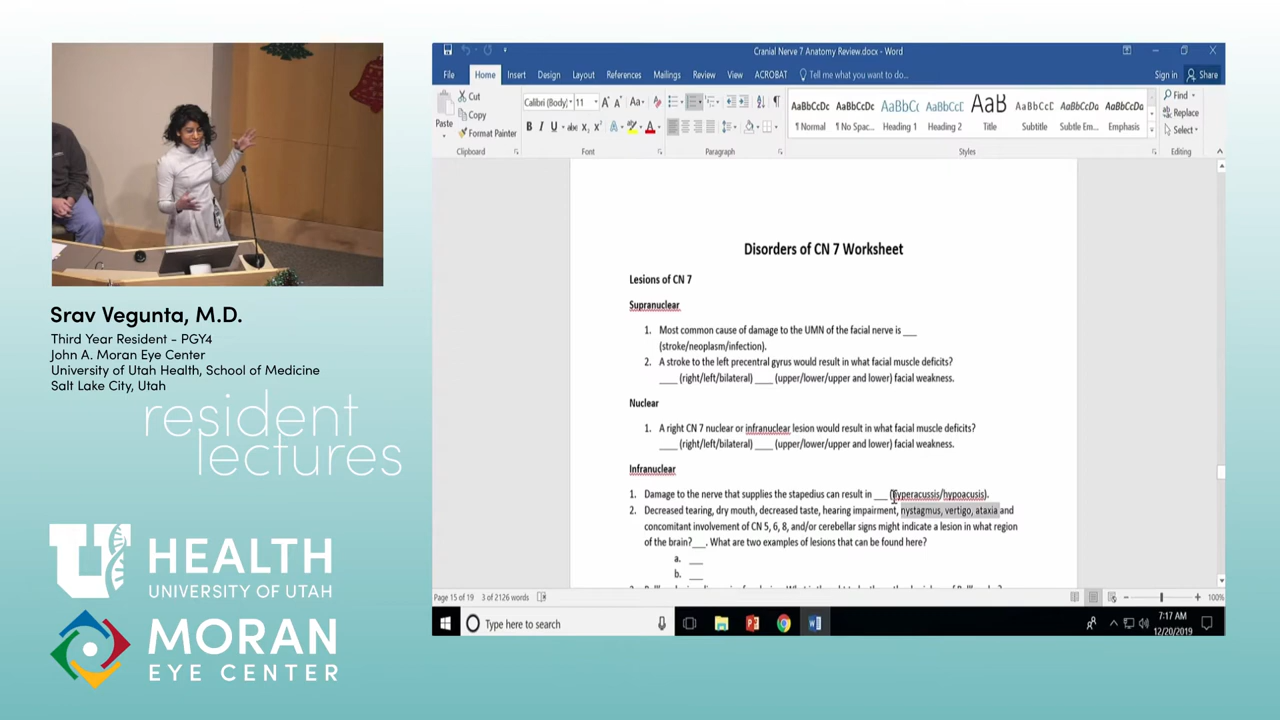 Srav Vegunta, M.D.
Third Year Resident - PGY4
John A. Moran Eye Center
University of Utah Health, School of Medicine
Salt Lake City, Utah
resident
lectures
U HEALTH
UNIVERSITY OF UTAH
MORAN
EYE CENTER
Cranial Nerve 7 Anatomy Review.docx - Word
File Home Insert Design Layout References Mailings Review View ACROBAT Tell me what you want to do... Sign in Share
Paste
Cut
Copy
Format Painter
Clipboard
Calibri (Body) 11
Font
Paragraph
AaBbCcDc AaBbCcDc AaBbCc AaBbCcI AaB AaBbCcD AaBbCcDa AaBbCcDa
¶ Normal ¶ No Spac... Heading 1 Heading 2 Title Subtitle Subtle Em... Emphasis
Styles
Find
Replace
Select
Editing
Disorders of CN 7 Worksheet
Lesions of CN 7
Supranuclear
1. Most common cause of damage to the UMN of the facial nerve is ___
(stroke/neoplasm/infection).
2. A stroke to the left precentral gyrus would result in what facial muscle deficits?
____ (right/left/bilateral) ____ (upper/lower/upper and lower) facial weakness.
Nuclear
1. A right CN 7 nuclear or infranuclear lesion would result in what facial muscle deficits?
____ (right/left/bilateral) ____ (upper/lower/upper and lower) facial weakness.
Infranuclear
1. Damage to the nerve that supplies the stapedius can result in ___ (hyperacussis/hypoacusis).
2. Decreased tearing, dry mouth, decreased taste, hearing impairment, nystagmus, vertigo, ataxia and
concomitant involvement of CN 5, 6, 8, and/or cerebellar signs might indicate a lesion in what region
of the brain?___. What are two examples of lesions that can be found here?
a. ___
b. ___
Page 15 of 19 3 of 2126 words 100%
Type here to search
7:17 AM
12/20/2019